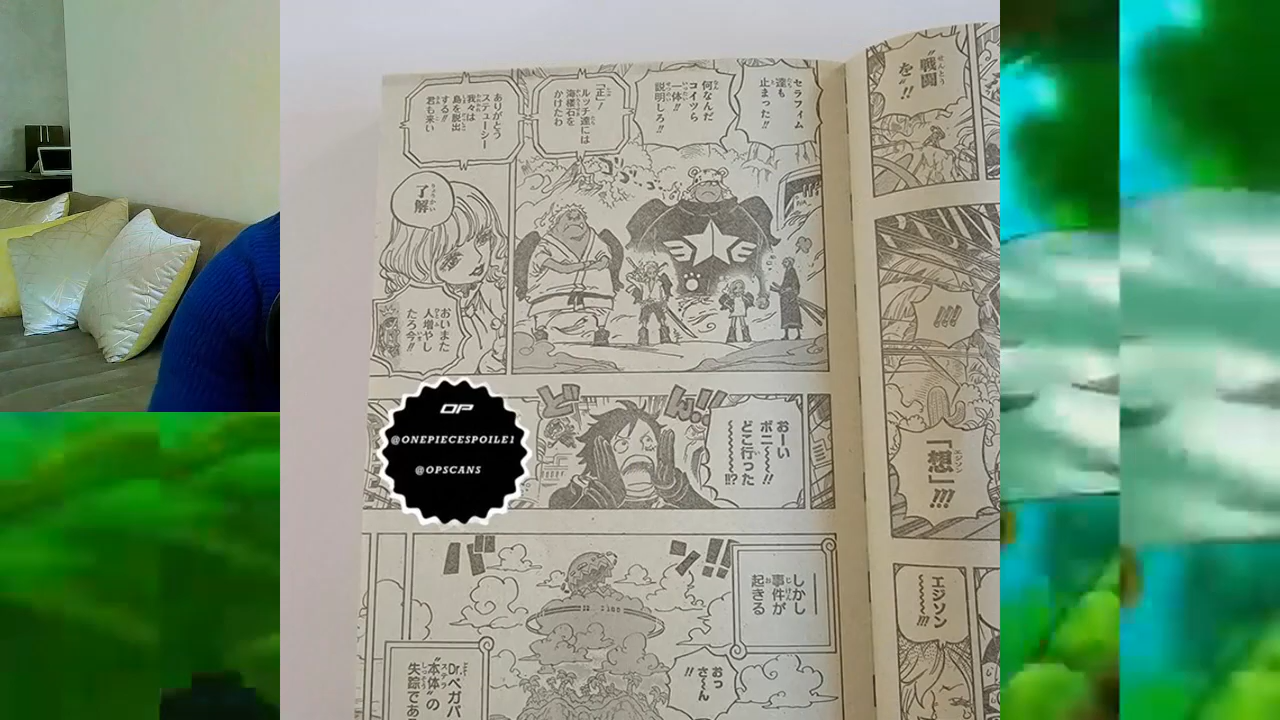 “戦闘”
を!!
!!!
「想」!!!
エジソン
エジソン
〜〜〜!!!
セラフィム
達も
止まった!!
何なんだ
コイツら
一体!!
説明しろ!!
「正」!
ルッチ達には
海楼石を
かけたわ
ありがとう
ステューシー
我々は
島を脱出
する!!
君も来い
了解
おいまた
人増やし
たろ今!!
おーい
ボニー〜〜!!
どこ行った
〜〜〜!?
どん!!
OP
@ONEPIECESPOILE1
@OPSCANS
しかし
事件が
起きる
バン!!
おっ
さ〜ん
!!
Dr.ベガパ
“本体”の
失踪であ